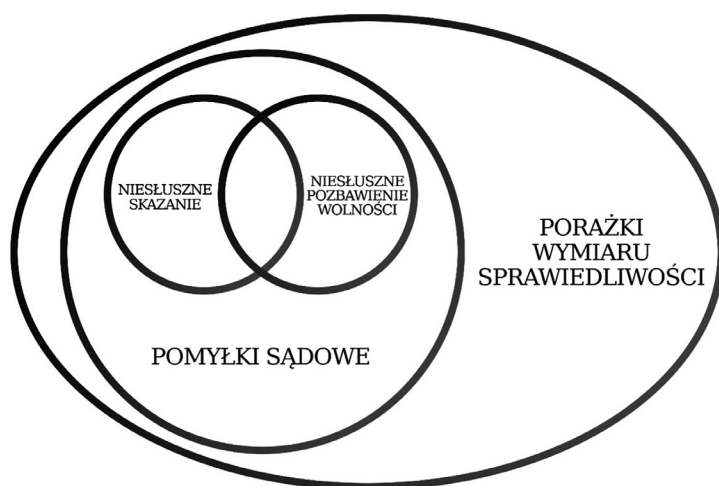 NIESŁUSZNE
SKAZANIE
NIESŁUSZNE
POZBAWIENIE
WOLNOŚCI
PORAŻKI
WYMIARU
SPRAWIEDLIWOŚCI
POMYŁKI SĄDOWE